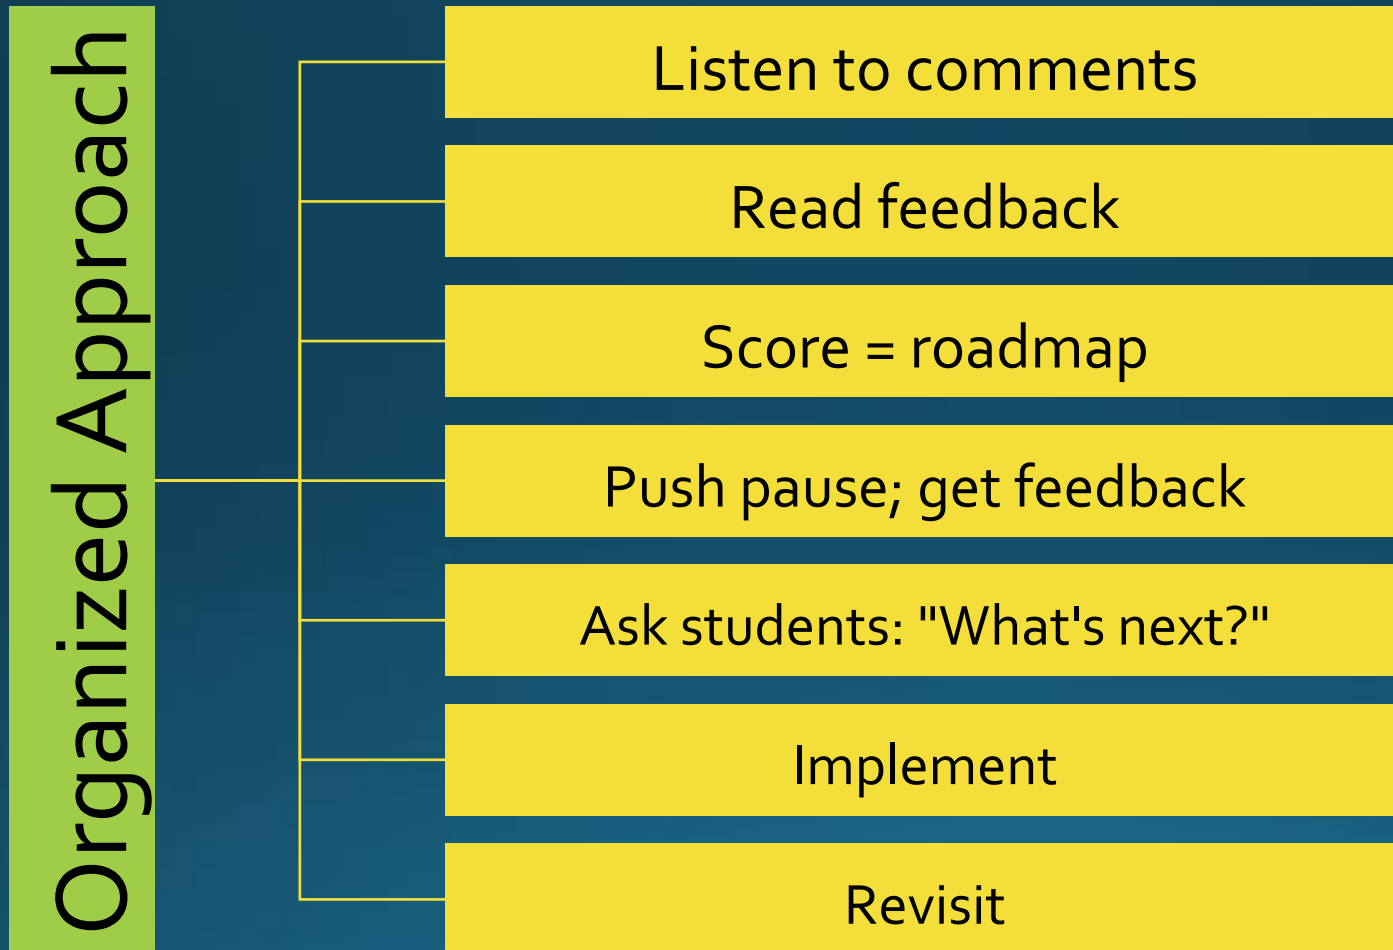 Organized Approach
Listen to comments
Read feedback
Score = roadmap
Push pause; get feedback
Ask students: "What's next?"
Implement
Revisit